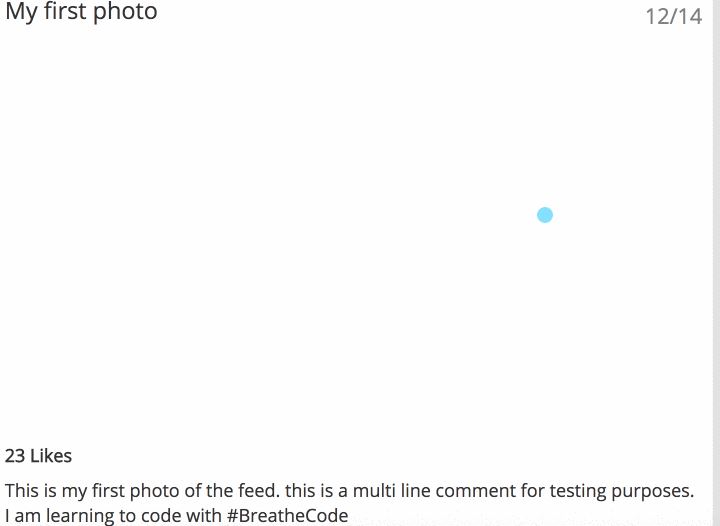 My first photo
12/14
23 Likes
This is my first photo of the feed. this is a multi line comment for testing purposes.
I am learning to code with #BreatheCode